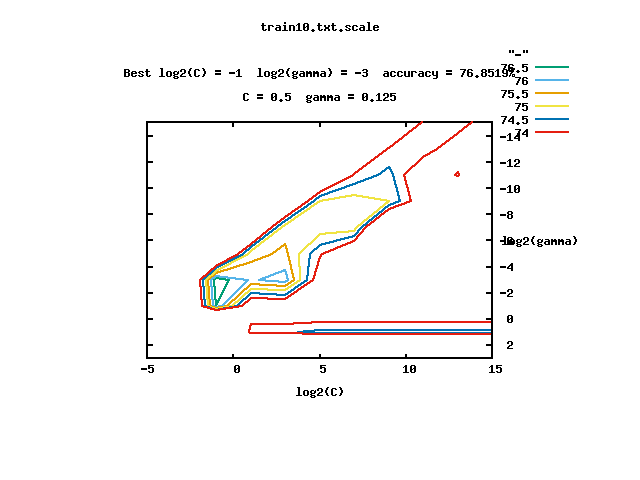 train10.txt.scale
"-"
Best log2(C) = -1 log2(gamma) = -3 accuracy = 76.8519%
76.5
76
75.5
75
74.5
74
C = 0.5 gamma = 0.125
-14
-12
-10
-8
-6
log2(gamma)
-4
-2
0
2
-5 0 5 10 15
log2(C)